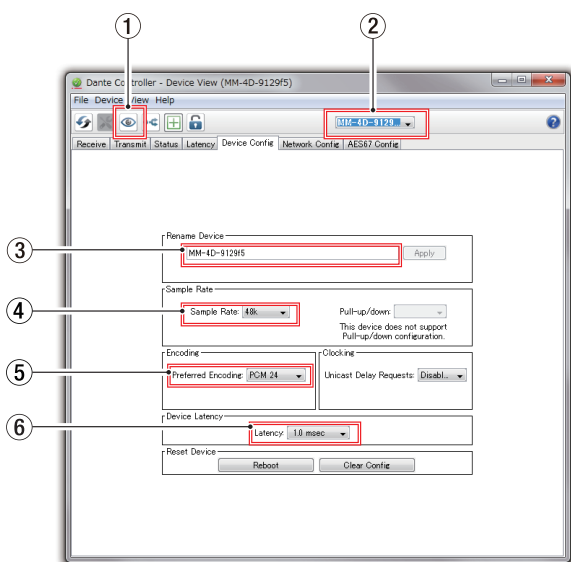 ① ②
Dante Controller - Device View (MM-4D-9129f5)
File Device View Help
MM-4D-9129...
Receive Transmit Status Latency Device Config Network Config AES67 Config
Rename Device
③ MM-4D-9129f5 Apply
Sample Rate
④ Sample Rate: 48k Pull-up/down:
This device does not support
Pull-up/down configuration.
Encoding Clocking
⑤ Preferred Encoding: PCM 24 Unicast Delay Requests: Disabl...
Device Latency
⑥ Latency: 1.0 msec
Reset Device
Reboot Clear Config